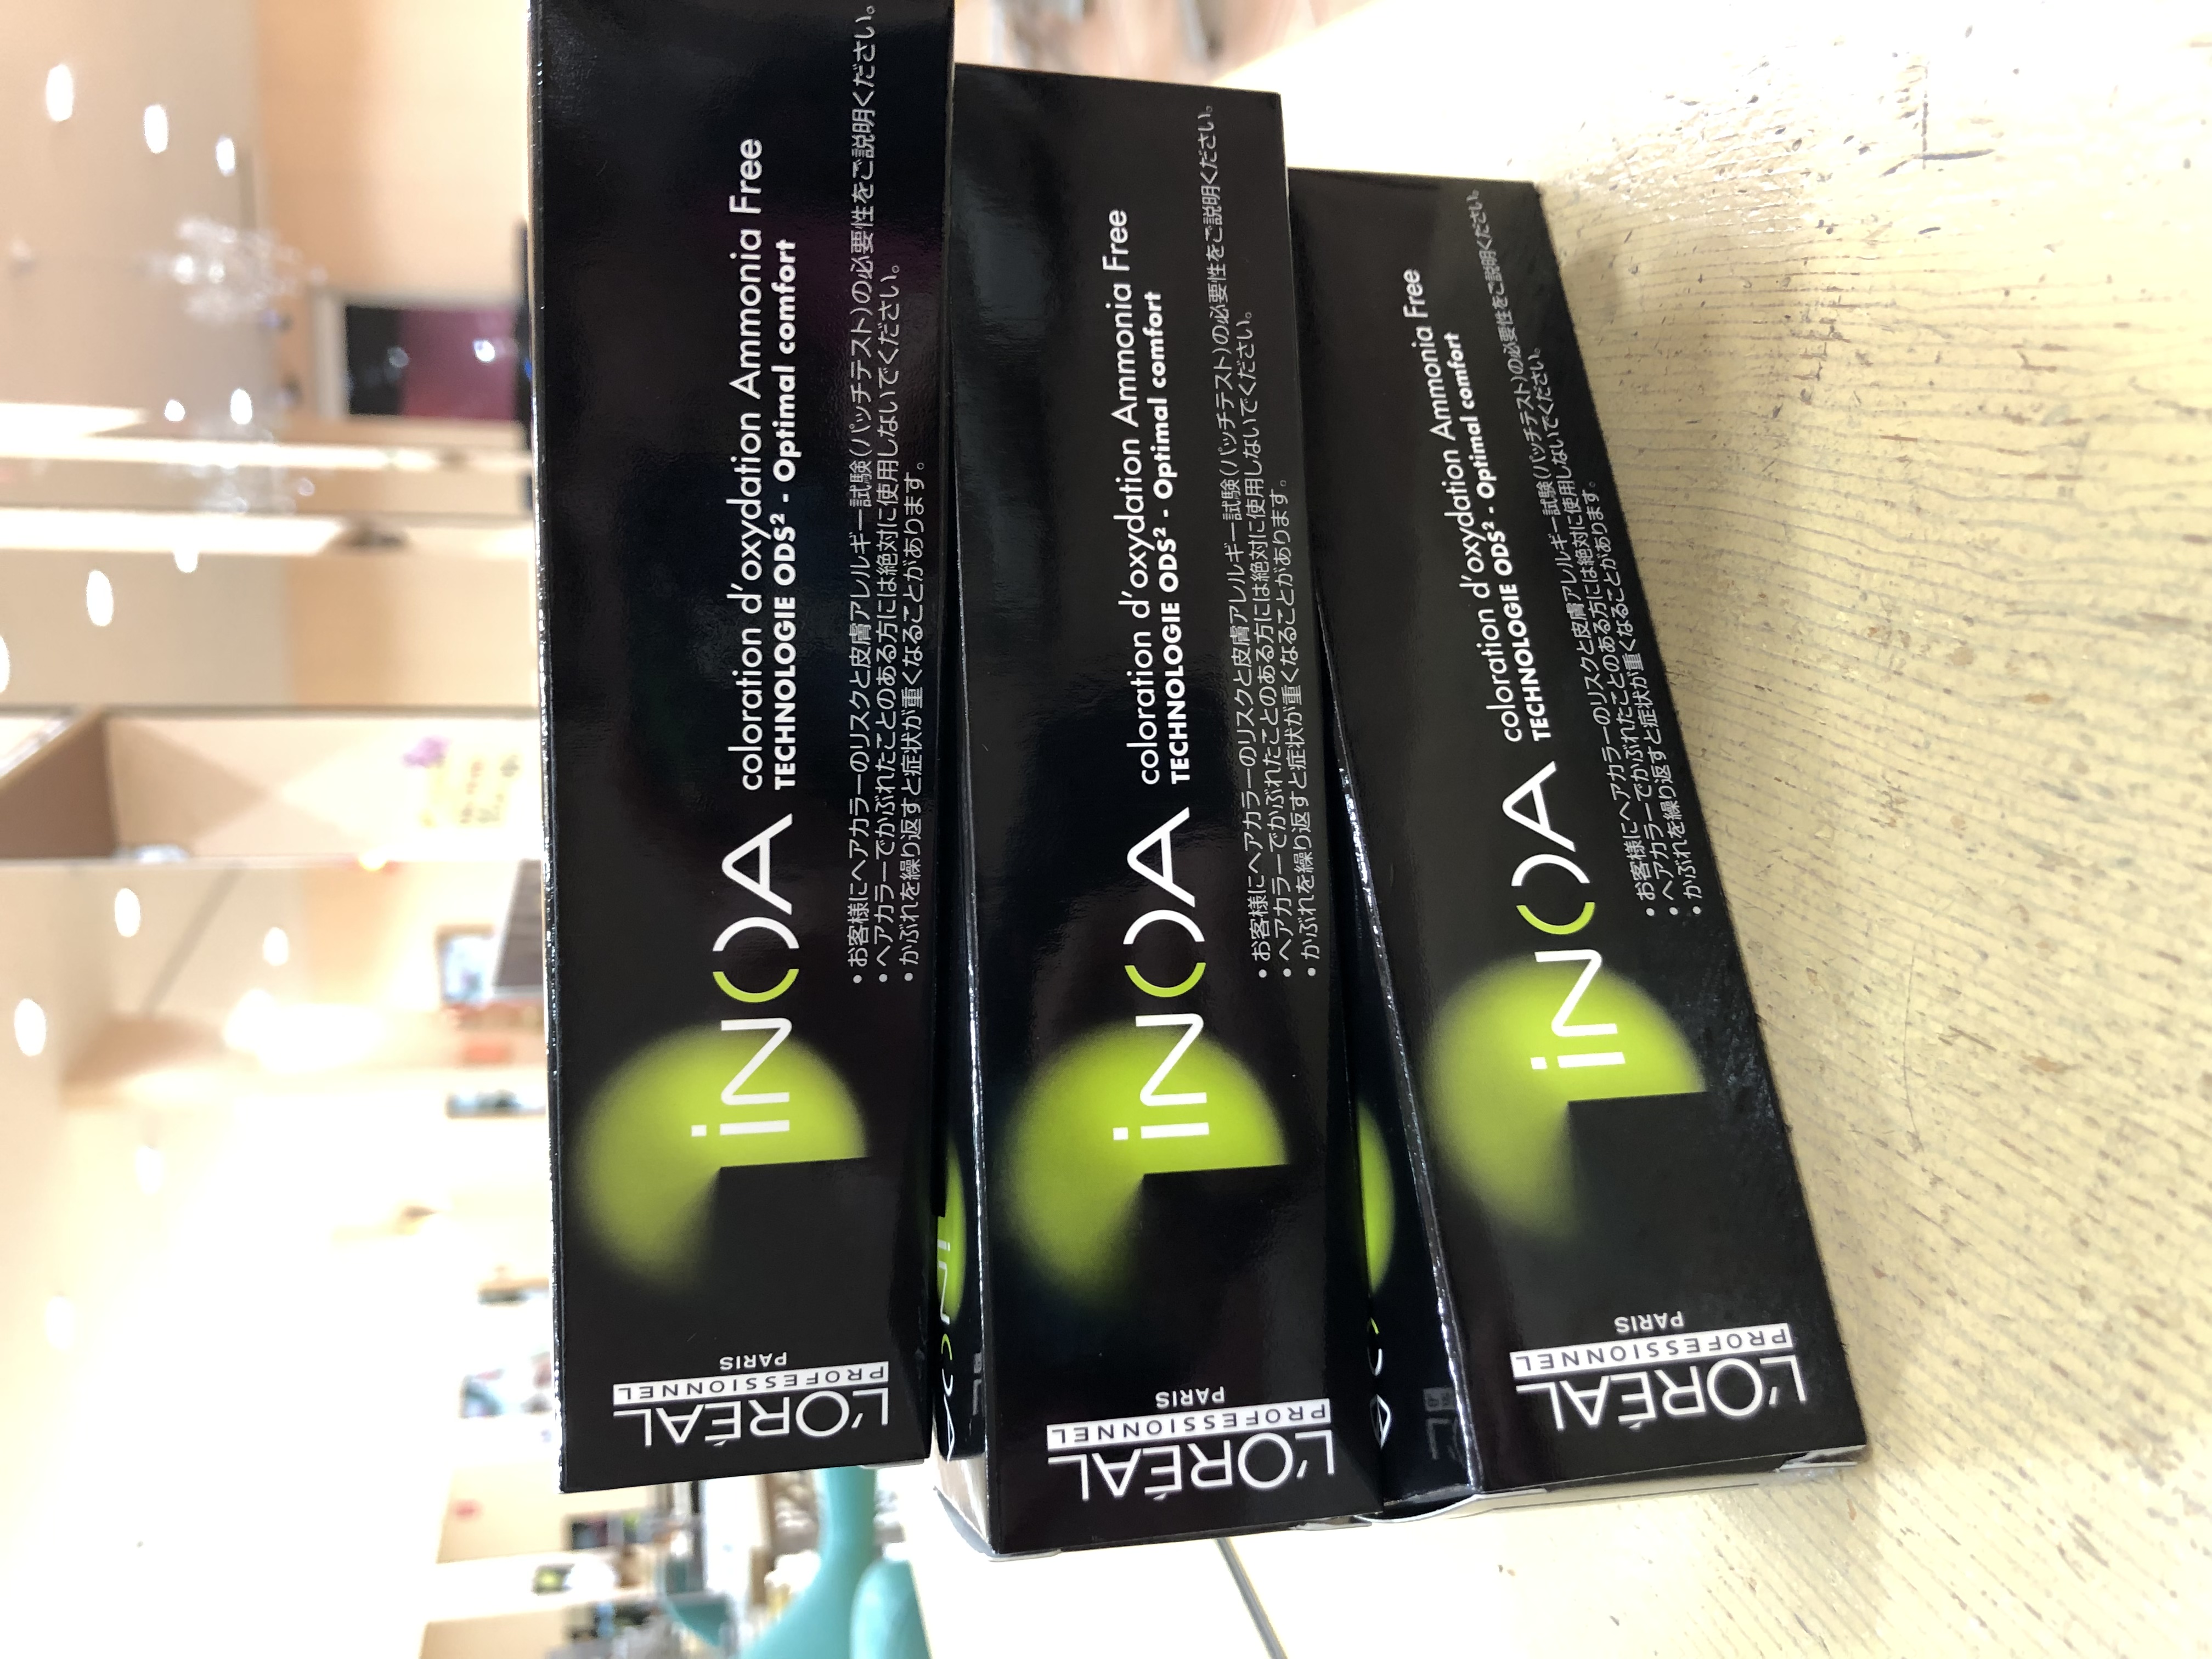 iNOA
coloration d'oxydation Ammonia Free
TECHNOLOGIE ODS² - Optimal comfort
•お客様にヘアカラーのリスクと皮膚アレルギー試験(パッチテスト)の必要性をご説明ください。
•ヘアカラーでかぶれたことのある方には絶対に使用しないでください。
•かぶれを繰り返すと症状が重くなることがあります。
L'ORÉAL
PROFESSIONNEL
PARIS
iNOA
iNOA
coloration d'oxydation Ammonia Free
TECHNOLOGIE ODS² - Optimal comfort
•お客様にヘアカラーのリスクと皮膚アレルギー試験(パッチテスト)の必要性をご説明ください。
•ヘアカラーでかぶれたことのある方には絶対に使用しないでください。
•かぶれを繰り返すと症状が重くなることがあります。
L'ORÉAL
PROFESSIONNEL
PARIS
iNOA
coloration d'oxydation Ammonia Free
TECHNOLOGIE ODS² - Optimal comfort
•お客様にヘアカラーのリスクと皮膚アレルギー試験(パッチテスト)の必要性をご説明ください。
•ヘアカラーでかぶれたことのある方には絶対に使用しないでください。
•かぶれを繰り返すと症状が重くなることがあります。
L'ORÉAL
PROFESSIONNEL
PARIS